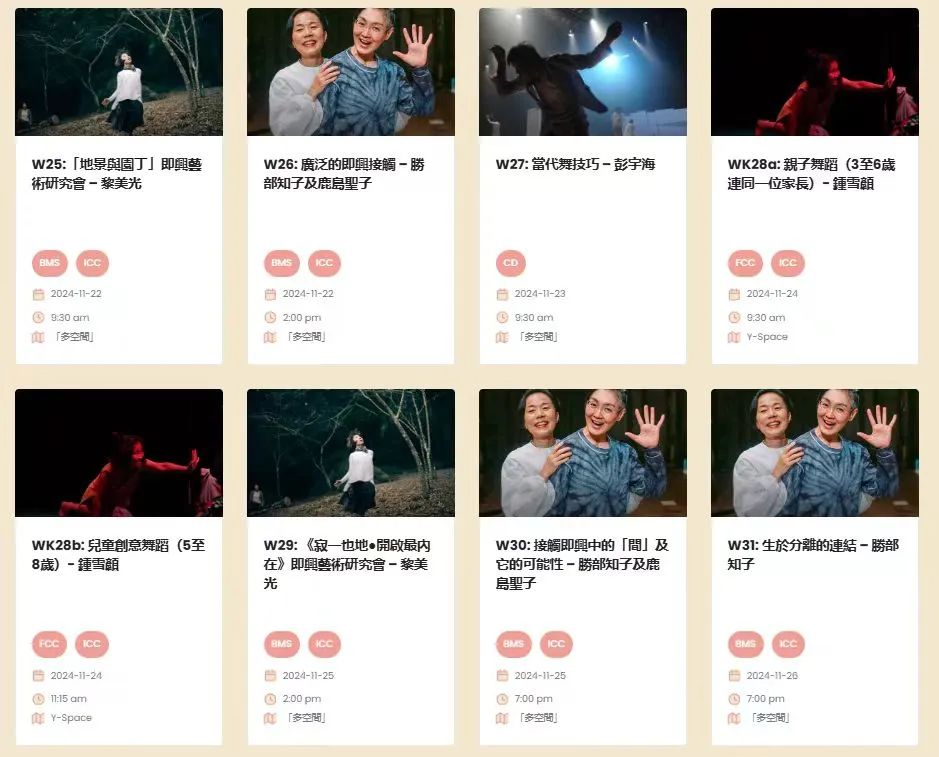 W25:「地景與園丁」即興藝
術研究會 – 黎美光
BMS ICC
2024-11-22
9:30 am
「多空間」
W26: 廣泛的即興接觸 – 勝
部知子及鹿島聖子
BMS ICC
2024-11-22
2:00 pm
「多空間」
W27: 當代舞技巧 – 彭宇海
CD
2024-11-23
9:30 am
「多空間」
WK28a: 親子舞蹈（3至6歲
連同一位家長）- 鍾雪顏
FCC ICC
2024-11-24
9:30 am
Y-Space
WK28b: 兒童創意舞蹈（5至
8歲）- 鍾雪顏
FCC ICC
2024-11-24
11:15 am
Y-Space
W29: 《寂—也地●開啟最內
在》即興藝術研究會 – 黎美
光
BMS ICC
2024-11-25
2:00 pm
「多空間」
W30: 接觸即興中的「間」及
它的可能性 – 勝部知子及鹿
島聖子
BMS ICC
2024-11-25
7:00 pm
「多空間」
W31: 生於分離的連結 – 勝部
知子
BMS ICC
2024-11-26
7:00 pm
「多空間」